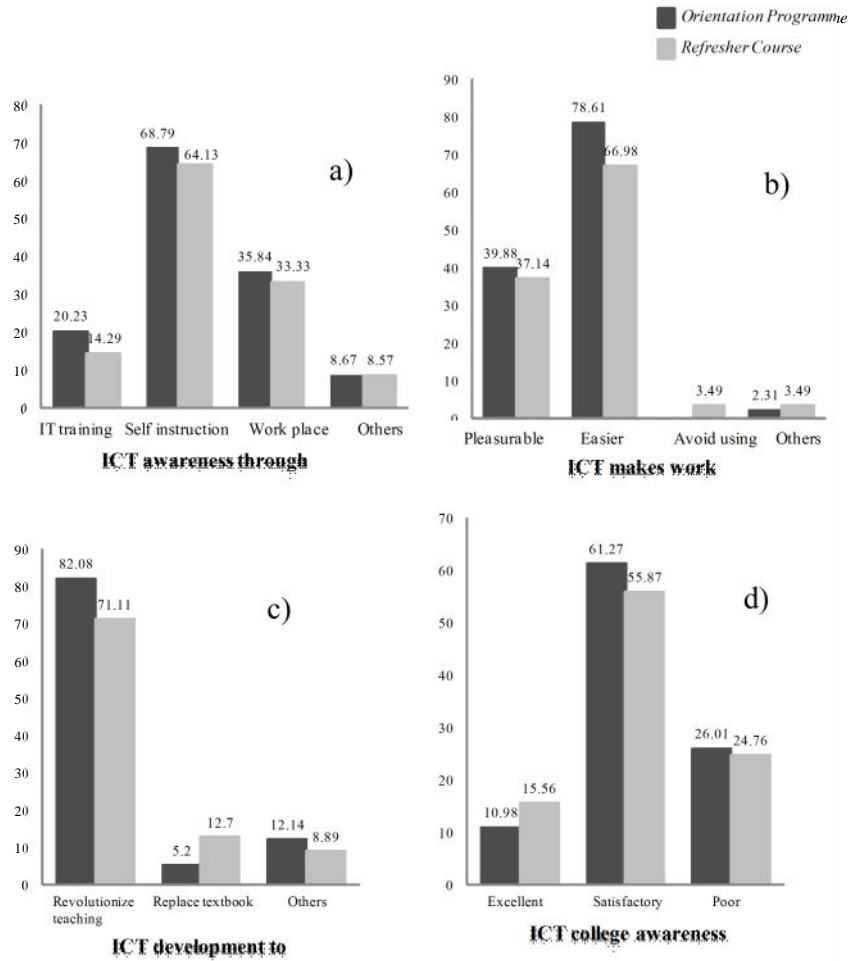 Orientation Programme
Refresher Course
80
70
60
50
40
30
20
10
0
68.79
64.13
35.84
33.33
20.23
14.29
8.67
8.57
a)
IT training
Self instruction
Work place
Others
ICT awareness through
90
80
70
60
50
40
30
20
10
0
78.61
66.98
39.88
37.14
3.49
2.31
3.49
b)
Pleasurable
Easier
Avoid using
Others
ICT makes work
90
80
70
60
50
40
30
20
10
0
82.08
71.11
5.2
12.7
12.14
8.89
c)
Revolutionize
teaching
Replace textbook
Others
ICT development to
70
60
50
40
30
20
10
0
61.27
55.87
26.01
24.76
10.98
15.56
d)
Excellent
Satisfactory
Poor
ICT college awareness